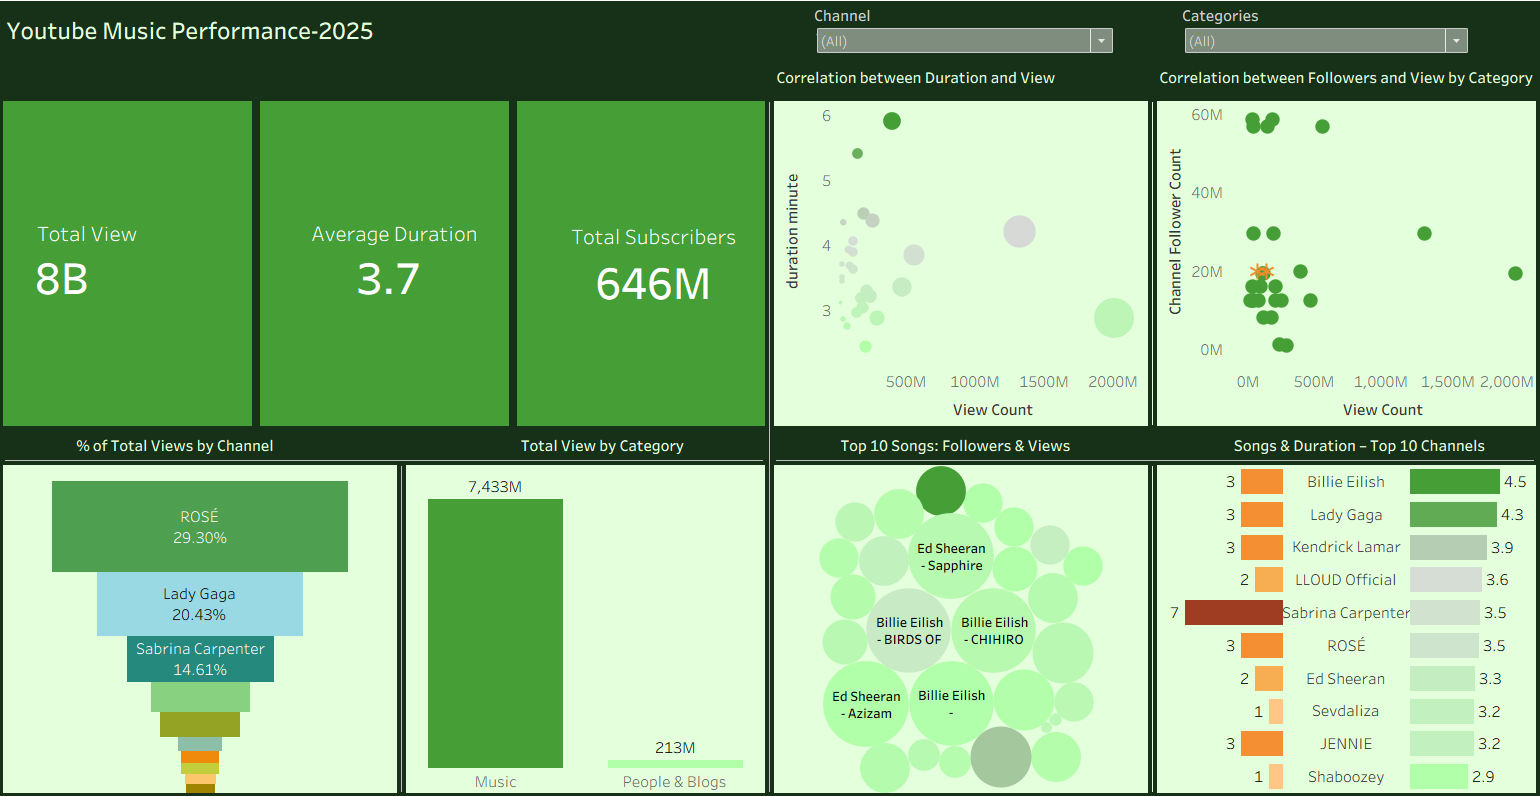 Youtube Music Performance-2025
Channel
(All)
Categories
(All)
Correlation between Duration and View
Correlation between Followers and View by Category
Total View
8B
Average Duration
3.7
Total Subscribers
646M
duration minute
6
5
4
3
500M 1000M 1500M 2000M
View Count
Channel Follower Count
60M
40M
20M
0M
0M 500M 1,000M 1,500M 2,000M
View Count
% of Total Views by Channel
ROSÉ
29.30%
Lady Gaga
20.43%
Sabrina Carpenter
14.61%
Total View by Category
7,433M
213M
Music
People & Blogs
Top 10 Songs: Followers & Views
Ed Sheeran
- Sapphire
Billie Eilish
- BIRDS OF
Billie Eilish
- CHIHIRO
Ed Sheeran
- Azizam
Billie Eilish
-
Songs & Duration – Top 10 Channels
3 Billie Eilish 4.5
3 Lady Gaga 4.3
3 Kendrick Lamar 3.9
2 LLOUD Official 3.6
7 Sabrina Carpenter 3.5
3 ROSÉ 3.5
2 Ed Sheeran 3.3
1 Sevdaliza 3.2
3 JENNIE 3.2
1 Shaboozey 2.9